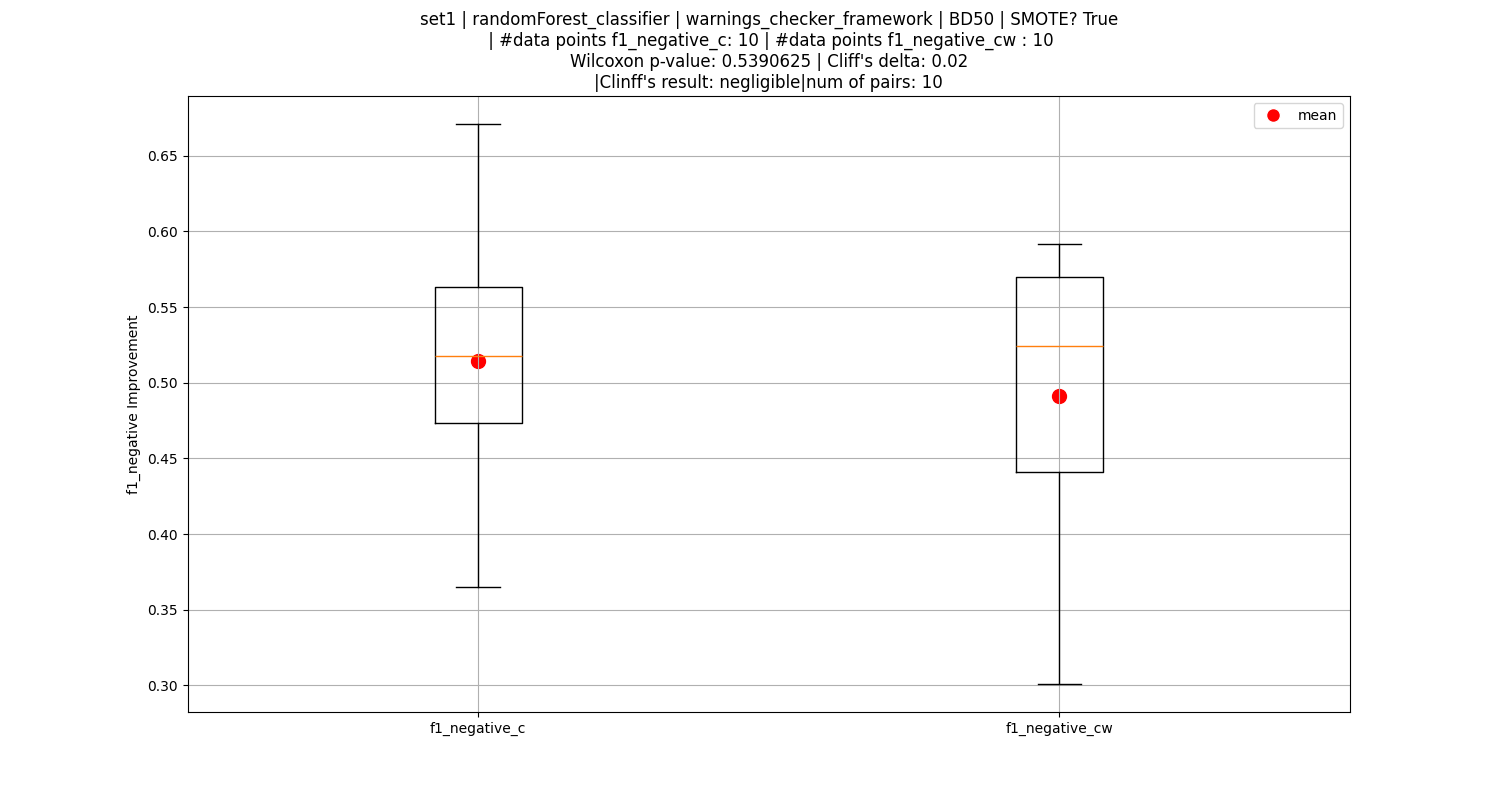 set1 | randomForest_classifier | warnings_checker_framework | BD50 | SMOTE? True
| #data points f1_negative_c: 10 | #data points f1_negative_cw : 10
Wilcoxon p-value: 0.5390625 | Cliff's delta: 0.02
|Clinff's result: negligible|num of pairs: 10
mean
f1_negative Improvement
0.65
0.60
0.55
0.50
0.45
0.40
0.35
0.30
f1_negative_c
f1_negative_cw